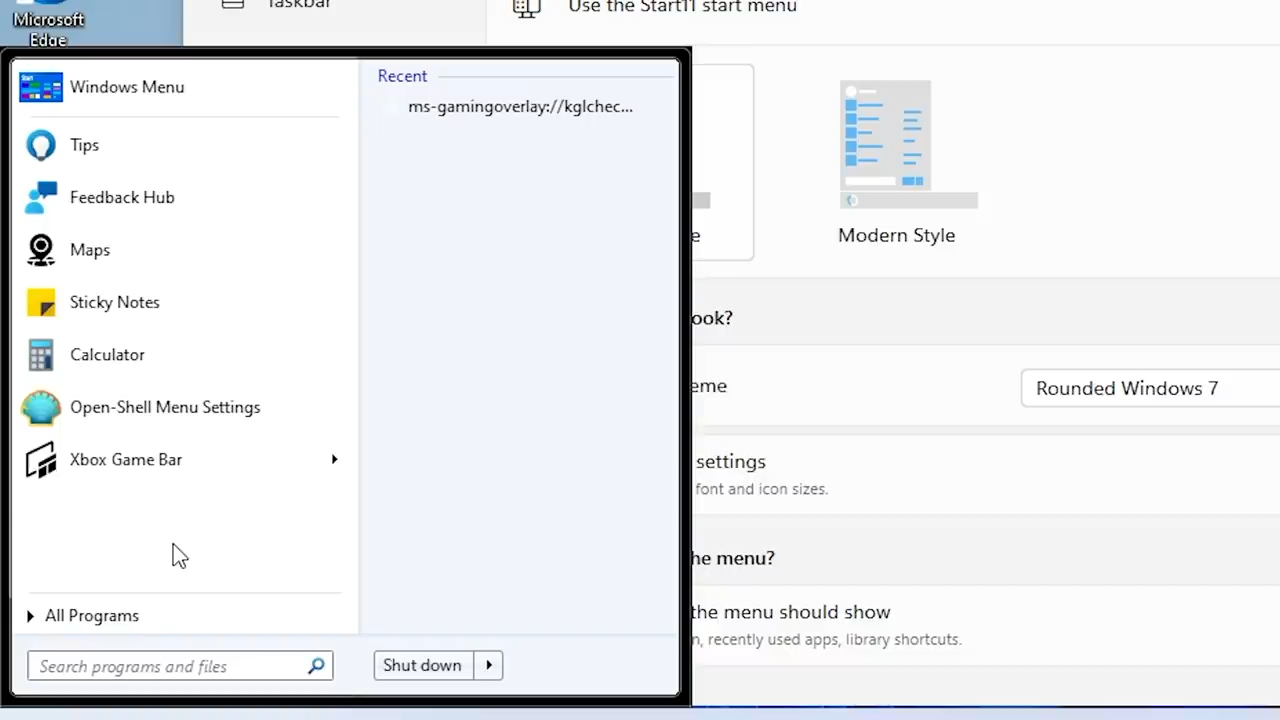 Microsoft
Edge
Taskbar
Use the Start11 start menu
Start
Windows Menu
Tips
Feedback Hub
Maps
Sticky Notes
Calculator
Open-Shell Menu Settings
Xbox Game Bar
All Programs
Search programs and files
Shut down
Recent
ms-gamingoverlay://kglchec...
e
Modern Style
ook?
eme
Rounded Windows 7
settings
font and icon sizes.
he menu?
the menu should show
n, recently used apps, library shortcuts.